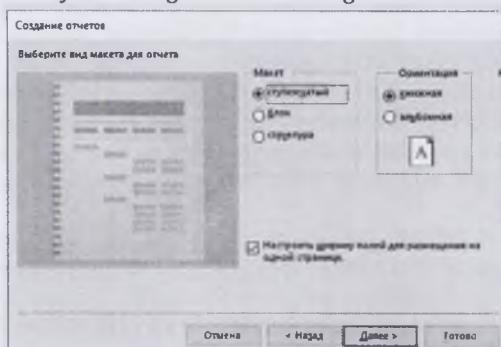 Создание отчетов
Выберите вид макета для отчета
Макет
ступенчатый
блок
структура
Ориентация
книжная
альбомная
A
Настроить ширину полей для размещения на
одной странице.
Отмена
< Назад
Далее >
Готово